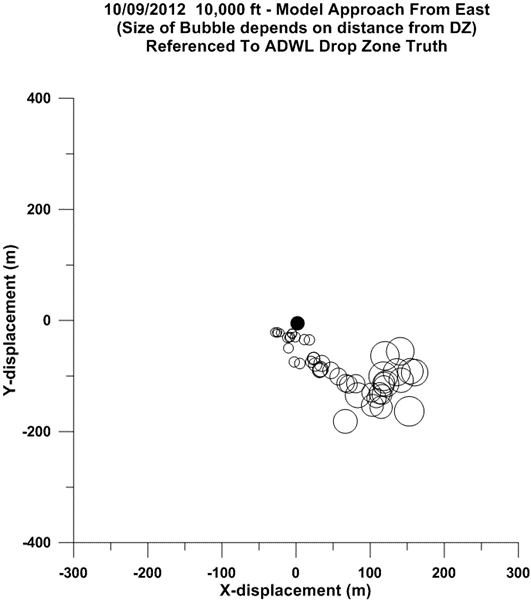 10/09/2012 10,000 ft - Model Approach From East
(Size of Bubble depends on distance from DZ)
Referenced To ADWL Drop Zone Truth
400
200
0
-200
-400
Y-displacement (m)
-300 -200 -100 0 100 200 300
X-displacement (m)